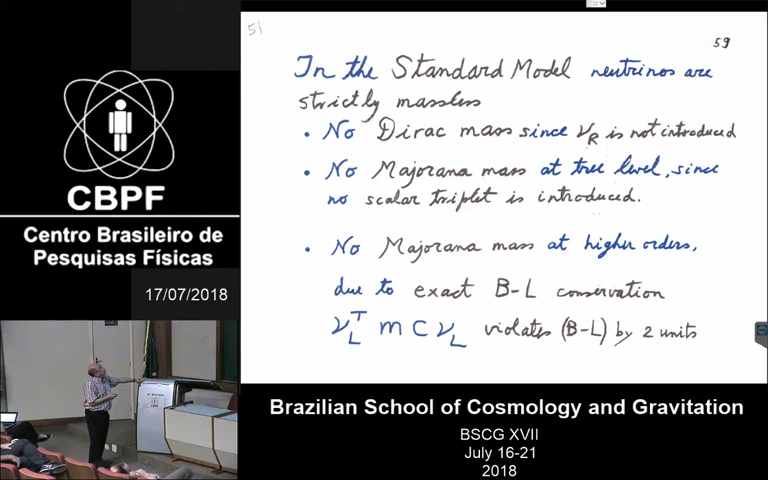 51
59
In the Standard Model neutrinos are
strictly massless
• No Dirac mass since νR is not introduced
• No Majorana mass at tree level, since
no scalar triplet is introduced.
• No Majorana mass at higher orders,
due to exact B-L conservation
νL^T m C νL violates (B-L) by 2 units
CBPF
Centro Brasileiro de
Pesquisas Físicas
17/07/2018
Brazilian School of Cosmology and Gravitation
BSCG XVII
July 16-21
2018